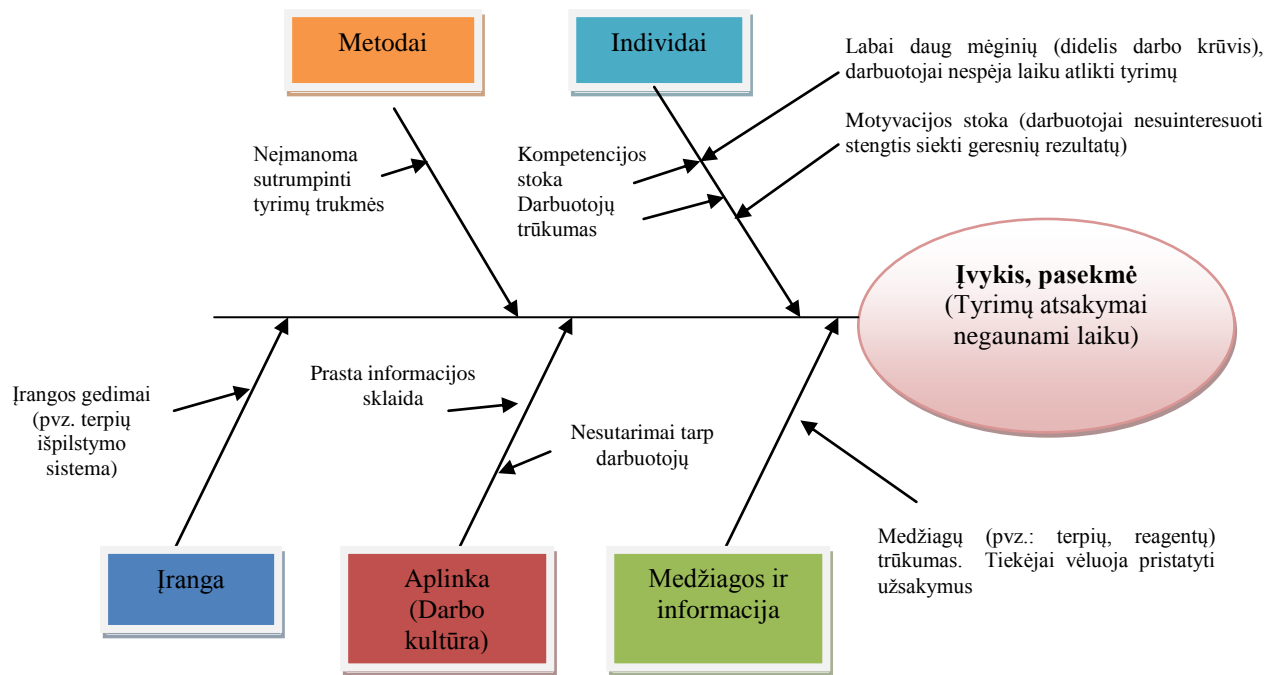 Metodai
Individai
Labai daug mėginių (didelis darbo krūvis),
darbuotojai nespėja laiku atlikti tyrimų
Motyvacijos stoka (darbuotojai nesuinteresuoti
stengtis siekti geresnių rezultatų)
Neįmanoma
sutrumpinti
tyrimų trukmės
Kompetencijos
stoka
Darbuotojų
trūkumas
Įvykis, pasekmė
(Tyrimų atsakymai
negaunami laiku)
Įrangos gedimai
(pvz. terpių
išpilstymo
sistema)
Prasta informacijos
sklaida
Nesutarimai tarp
darbuotojų
Medžiagų (pvz.: terpių, reagentų)
trūkumas. Tiekėjai vėluoja pristatyti
užsakymus
Įranga
Aplinka
(Darbo
kultūra)
Medžiagos ir
informacija